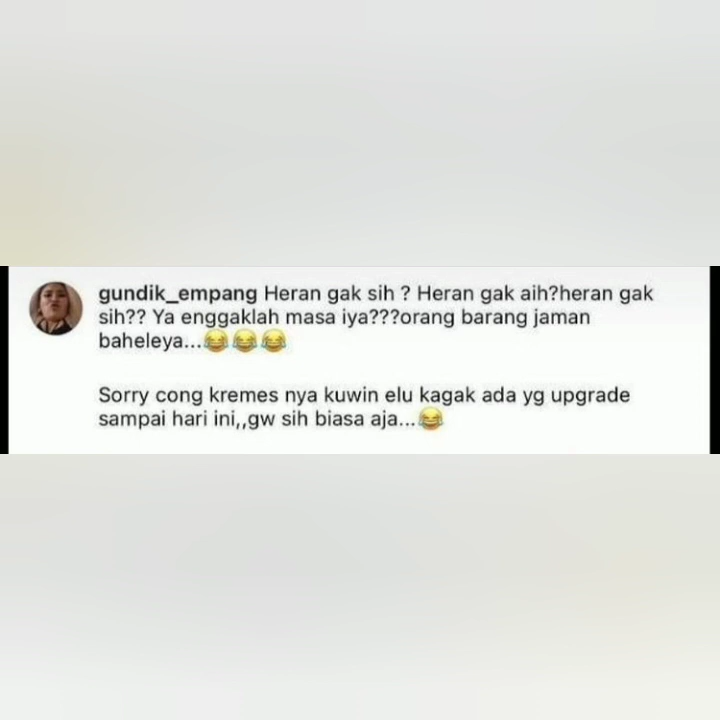 gundik_empang Heran gak sih ? Heran gak aih?heran gak
sih?? Ya enggaklah masa iya???orang barang jaman
baheleya...😂😂😂
Sorry cong kremes nya kuwin elu kagak ada yg upgrade
sampai hari ini,,gw sih biasa aja...😂